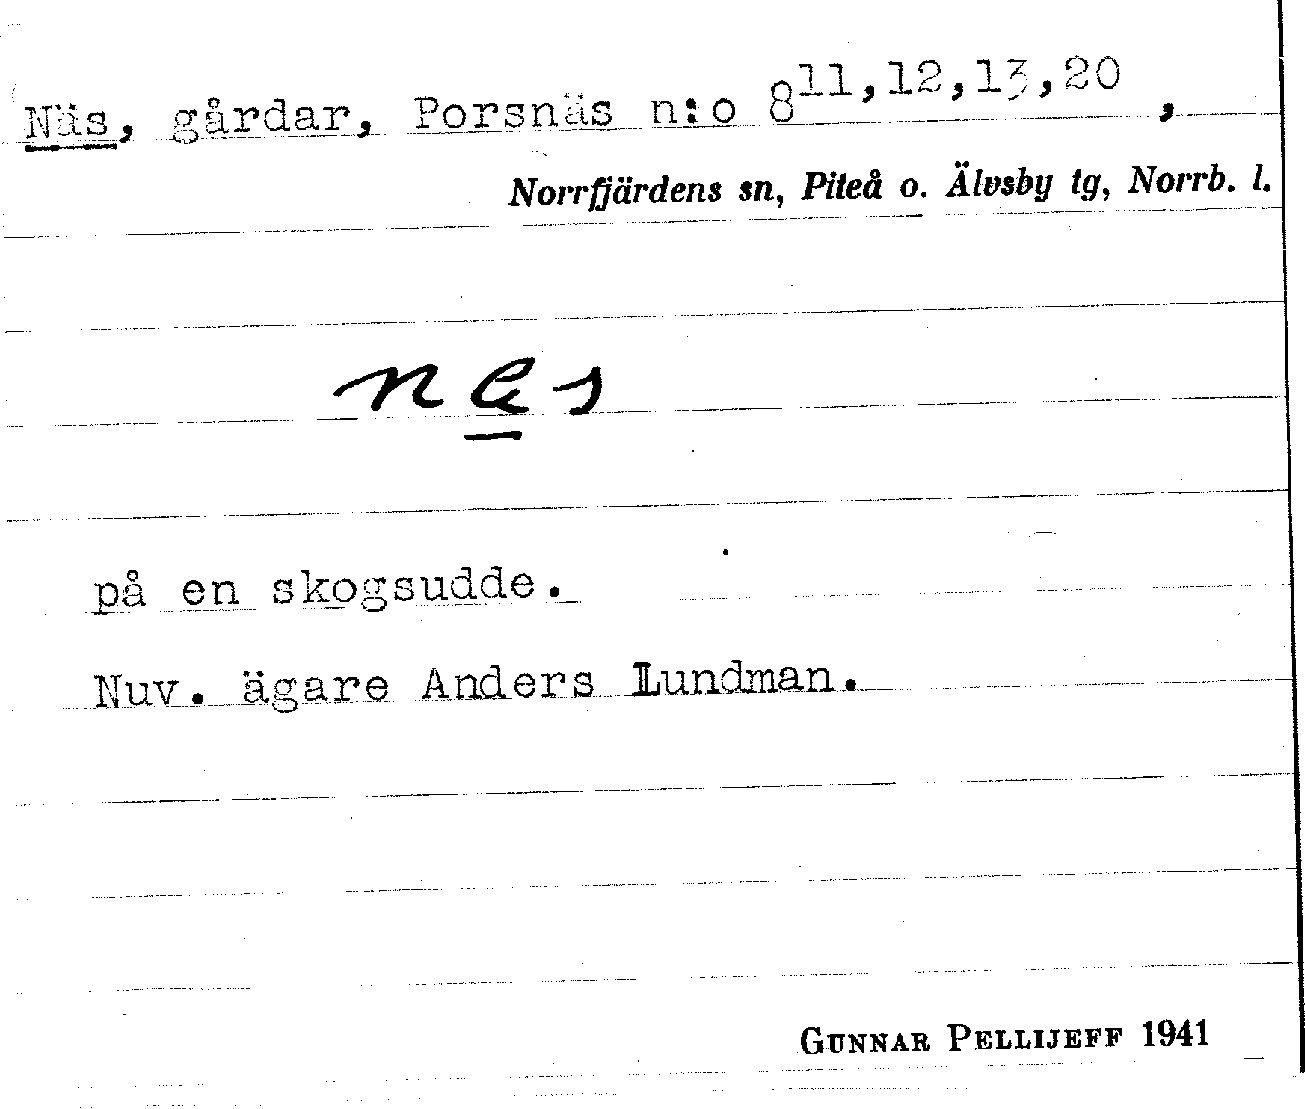 Näs, gårdar, Porsnäs n:o 8 11,12,13,20 ,
Norrfjärdens sn, Piteå o. Älvsby tg, Norrb. l.
på en skogsudde.
Nuv. ägare Anders Lundman.
GUNNAR PELLIJEFF 1941